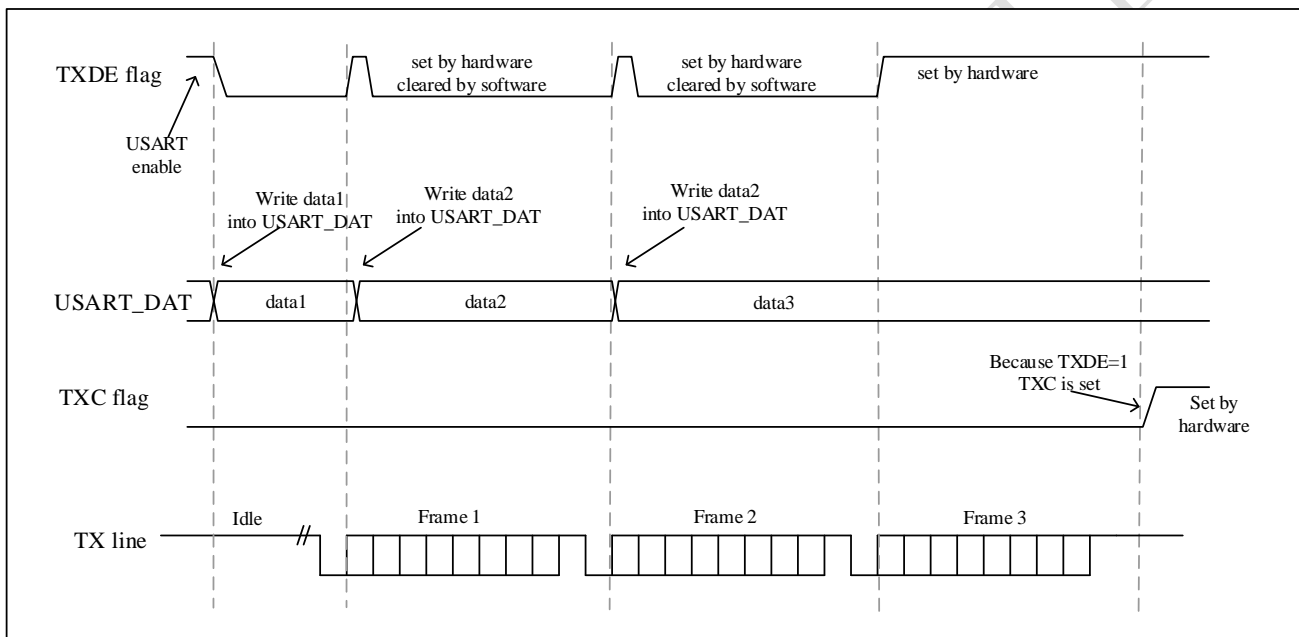 TXDE flag
set by hardware
cleared by software
set by hardware
cleared by software
set by hardware
USART
enable
Write data1
into USART_DAT
Write data2
into USART_DAT
Write data2
into USART_DAT
USART_DAT
data1
data2
data3
Because TXDE=1
TXC is set
TXC flag
Set by
hardware
Idle
Frame 1
Frame 2
Frame 3
TX line